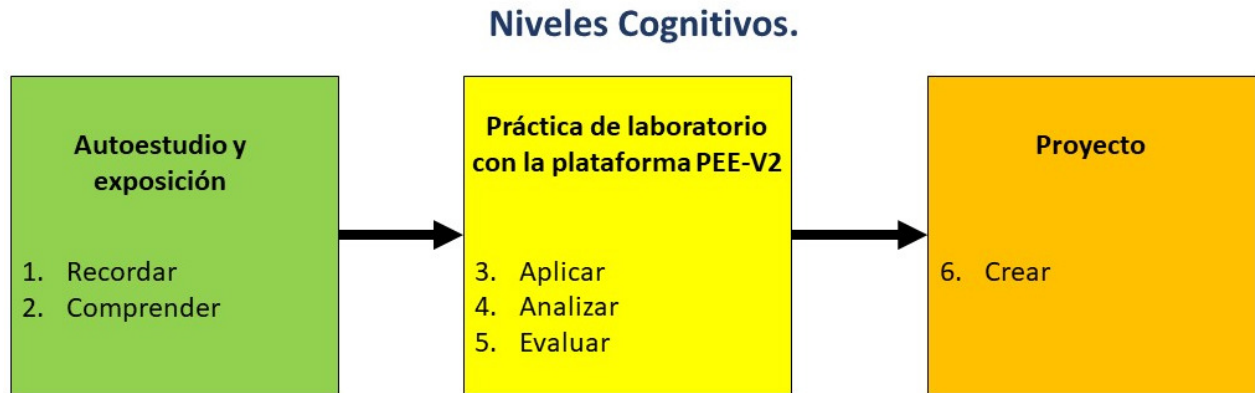 Niveles Cognitivos.
Autoestudio y
exposición
1. Recordar
2. Comprender
Práctica de laboratorio
con la plataforma PEE-V2
3. Aplicar
4. Analizar
5. Evaluar
Proyecto
6. Crear